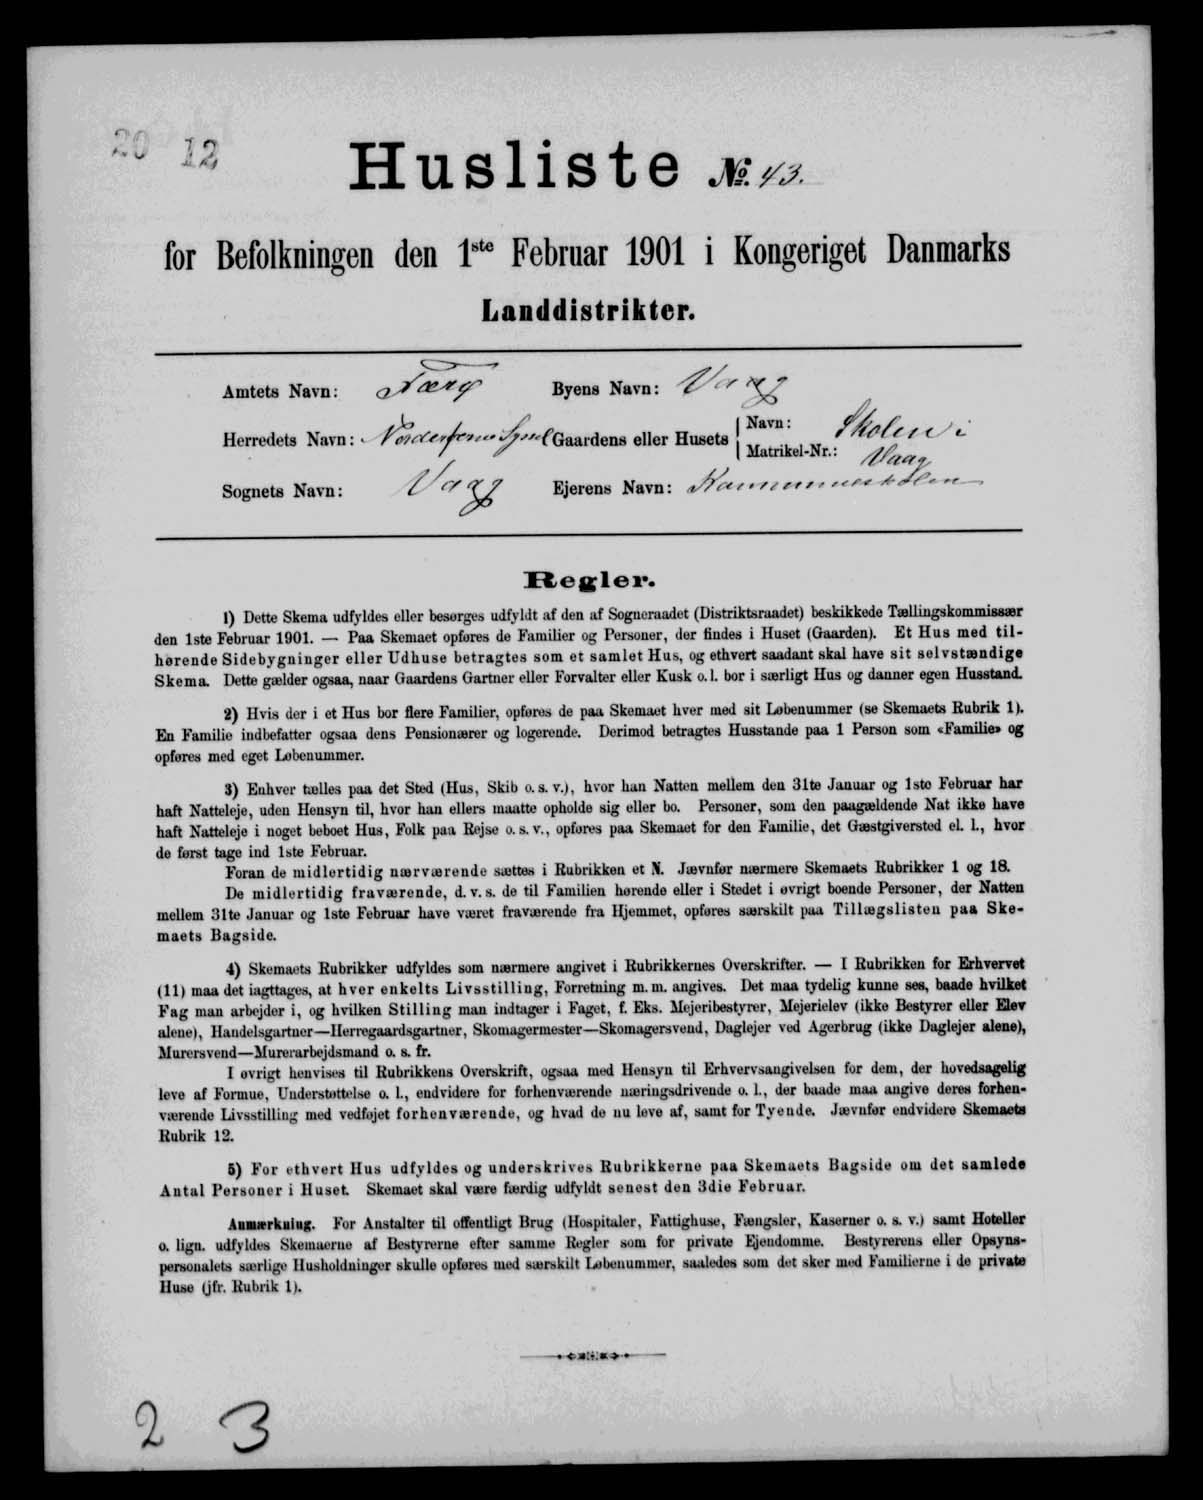 20 12
Husliste No. 43.
for Befolkningen den 1ste Februar 1901 i Kongeriget Danmarks
Landdistrikter.
Amtets Navn: Færø Byens Navn: Vaag
Herredets Navn: Norderøernes Syssel Gaardens eller Husets Navn: Skolen i
Matrikel-Nr.: Vaag
Sognets Navn: Vaag Ejerens Navn: Kommuneskolen
Regler.
1) Dette Skema udfyldes eller besørges udfyldt af den af Sogneraadet (Distriktsraadet) beskikkede Tællingskommissær
den 1ste Februar 1901. — Paa Skemaet opføres de Familier og Personer, der findes i Huset (Gaarden). Et Hus med til-
hørende Sidebygninger eller Udhuse betragtes som et samlet Hus, og ethvert saadant skal have sit selvstændige
Skema. Dette gælder ogsaa, naar Gaardens Gartner eller Forvalter eller Kusk o. l. bor i særligt Hus og danner egen Husstand.
2) Hvis der i et Hus bor flere Familier, opføres de paa Skemaet hver med sit Løbenummer (se Skemaets Rubrik 1).
En Familie indbefatter ogsaa dens Pensionærer og logerende. Derimod betragtes Husstande paa 1 Person som «Familie» og
opføres med eget Løbenummer.
3) Enhver tælles paa det Sted (Hus, Skib o. s. v.), hvor han Natten mellem den 31te Januar og 1ste Februar har
haft Natteleje, uden Hensyn til, hvor han ellers maatte opholde sig eller bo. Personer, som den paagældende Nat ikke have
haft Natteleje i noget beboet Hus, Folk paa Rejse o. s. v., opføres paa Skemaet for den Familie, det Gæstgiversted el. l., hvor
de først tage ind 1ste Februar.
Foran de midlertidig nærværende sættes i Rubrikken et N. Jævnfør nærmere Skemaets Rubrikker 1 og 18.
De midlertidig fraværende, d. v. s. de til Familien hørende eller i Stedet i øvrigt boende Personer, der Natten
mellem 31te Januar og 1ste Februar have været fraværende fra Hjemmet, opføres særskilt paa Tillægslisten paa Ske-
maets Bagside.
4) Skemaets Rubrikker udfyldes som nærmere angivet i Rubrikkernes Overskrifter. — I Rubrikken for Erhvervet
(11) maa det iagttages, at hver enkelts Livsstilling, Forretning m. m. angives. Det maa tydelig kunne ses, baade hvilket
Fag man arbejder i, og hvilken Stilling man indtager i Faget, f. Eks. Mejeribestyrer, Mejerielev (ikke Bestyrer eller Elev
alene), Handelsgartner—Herregaardsgartner, Skomagermester—Skomagersvend, Daglejer ved Agerbrug (ikke Daglejer alene),
Murersvend—Murerarbejdsmand o. s. fr.
I øvrigt henvises til Rubrikkens Overskrift, ogsaa med Hensyn til Erhvervsangivelsen for dem, der hovedsagelig
leve af Formue, Understøttelse o. l., endvidere for forhenværende næringsdrivende o. l., der baade maa angive deres forhen-
værende Livsstilling med vedføjet forhenværende, og hvad de nu leve af, samt for Tyende. Jævnfør endvidere Skemaets
Rubrik 12.
5) For ethvert Hus udfyldes og underskrives Rubrikkerne paa Skemaets Bagside om det samlede
Antal Personer i Huset. Skemaet skal være færdig udfyldt senest den 3die Februar.
Anmærkning. For Anstalter til offentligt Brug (Hospitaler, Fattighuse, Fængsler, Kaserner o. s. v.) samt Hoteller
o. lign. udfyldes Skemaerne af Bestyrerne efter samme Regler som for private Ejendomme. Bestyrerens eller Opsyns-
personalets særlige Husholdninger skulle opføres med særskilt Løbenummer, saaledes som det sker med Familierne i de private
Huse (jfr. Rubrik 1).
2 3